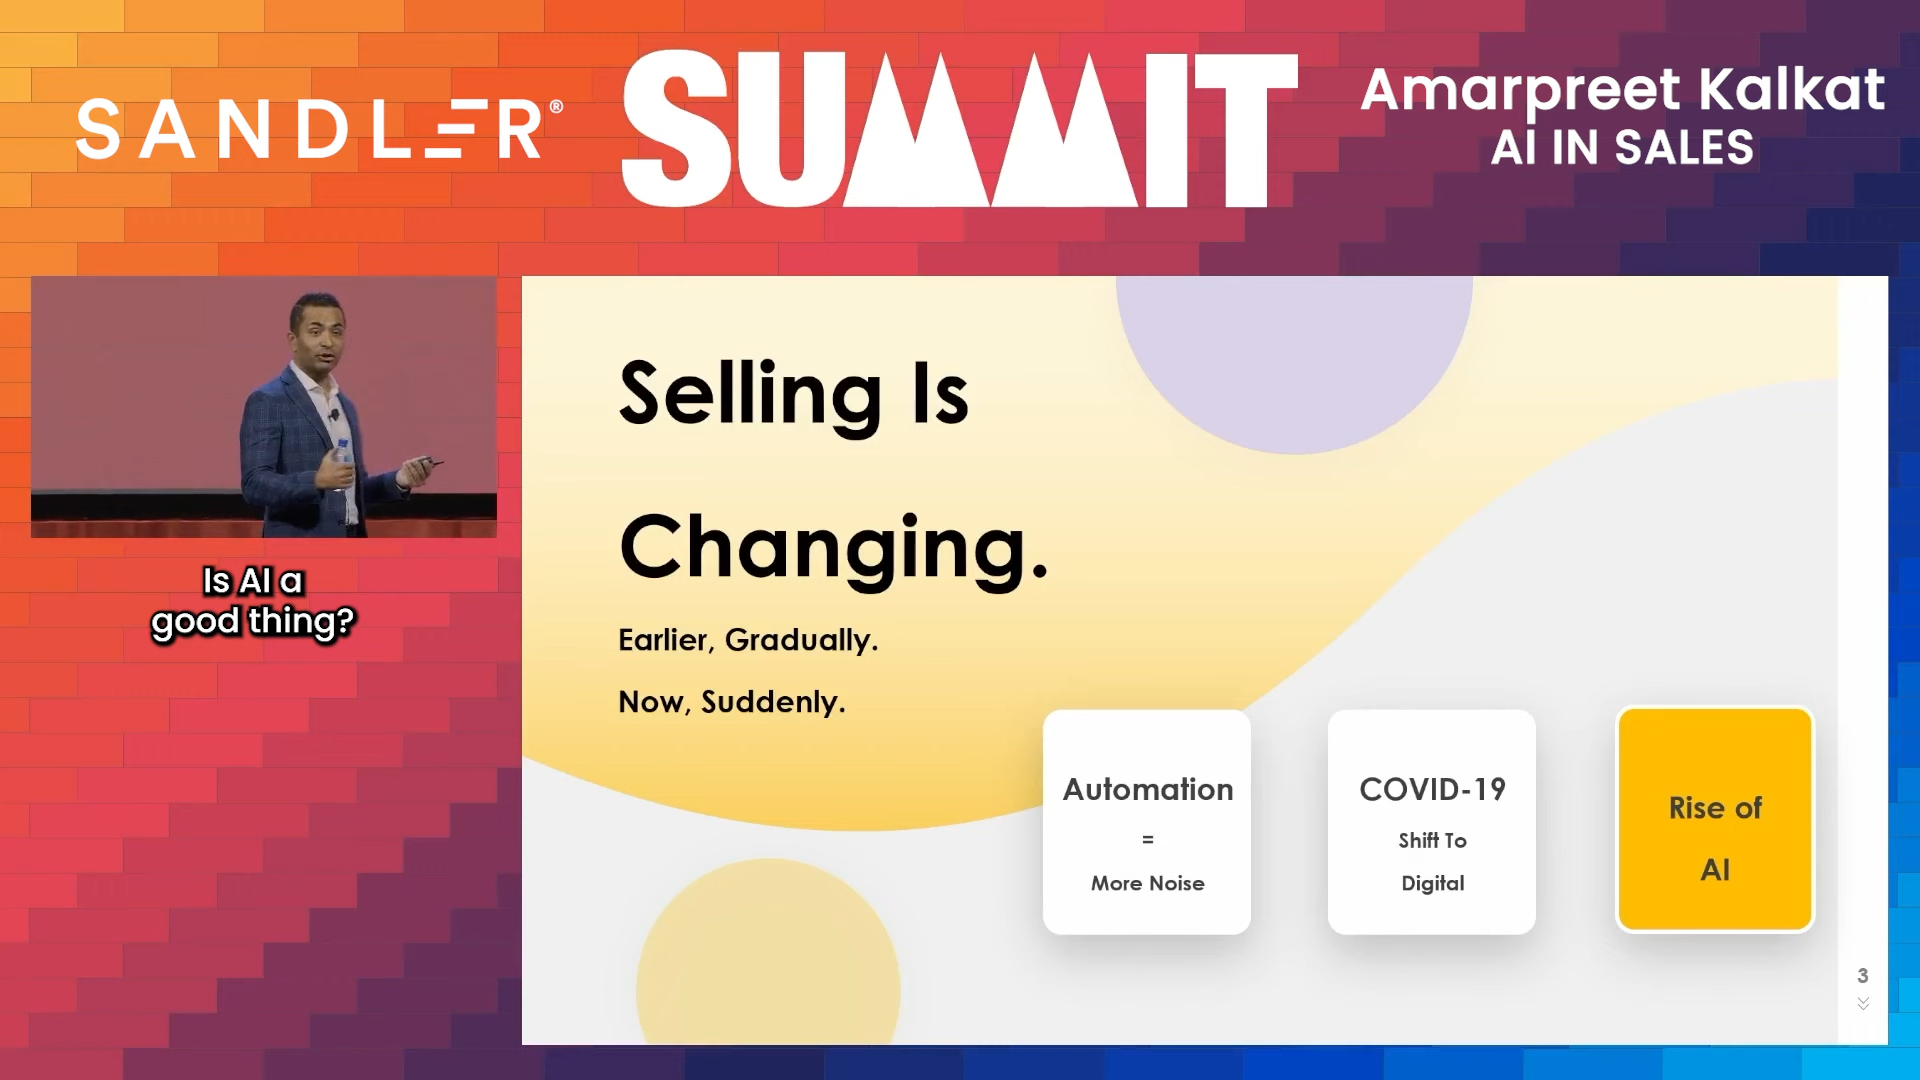 SANDLER®
SUMMIT
Amarpreet Kalkat
AI IN SALES
Is AI a
good thing?
Selling Is
Changing.
Earlier, Gradually.
Now, Suddenly.
Automation
=
More Noise
COVID-19
Shift To
Digital
Rise of
AI
3